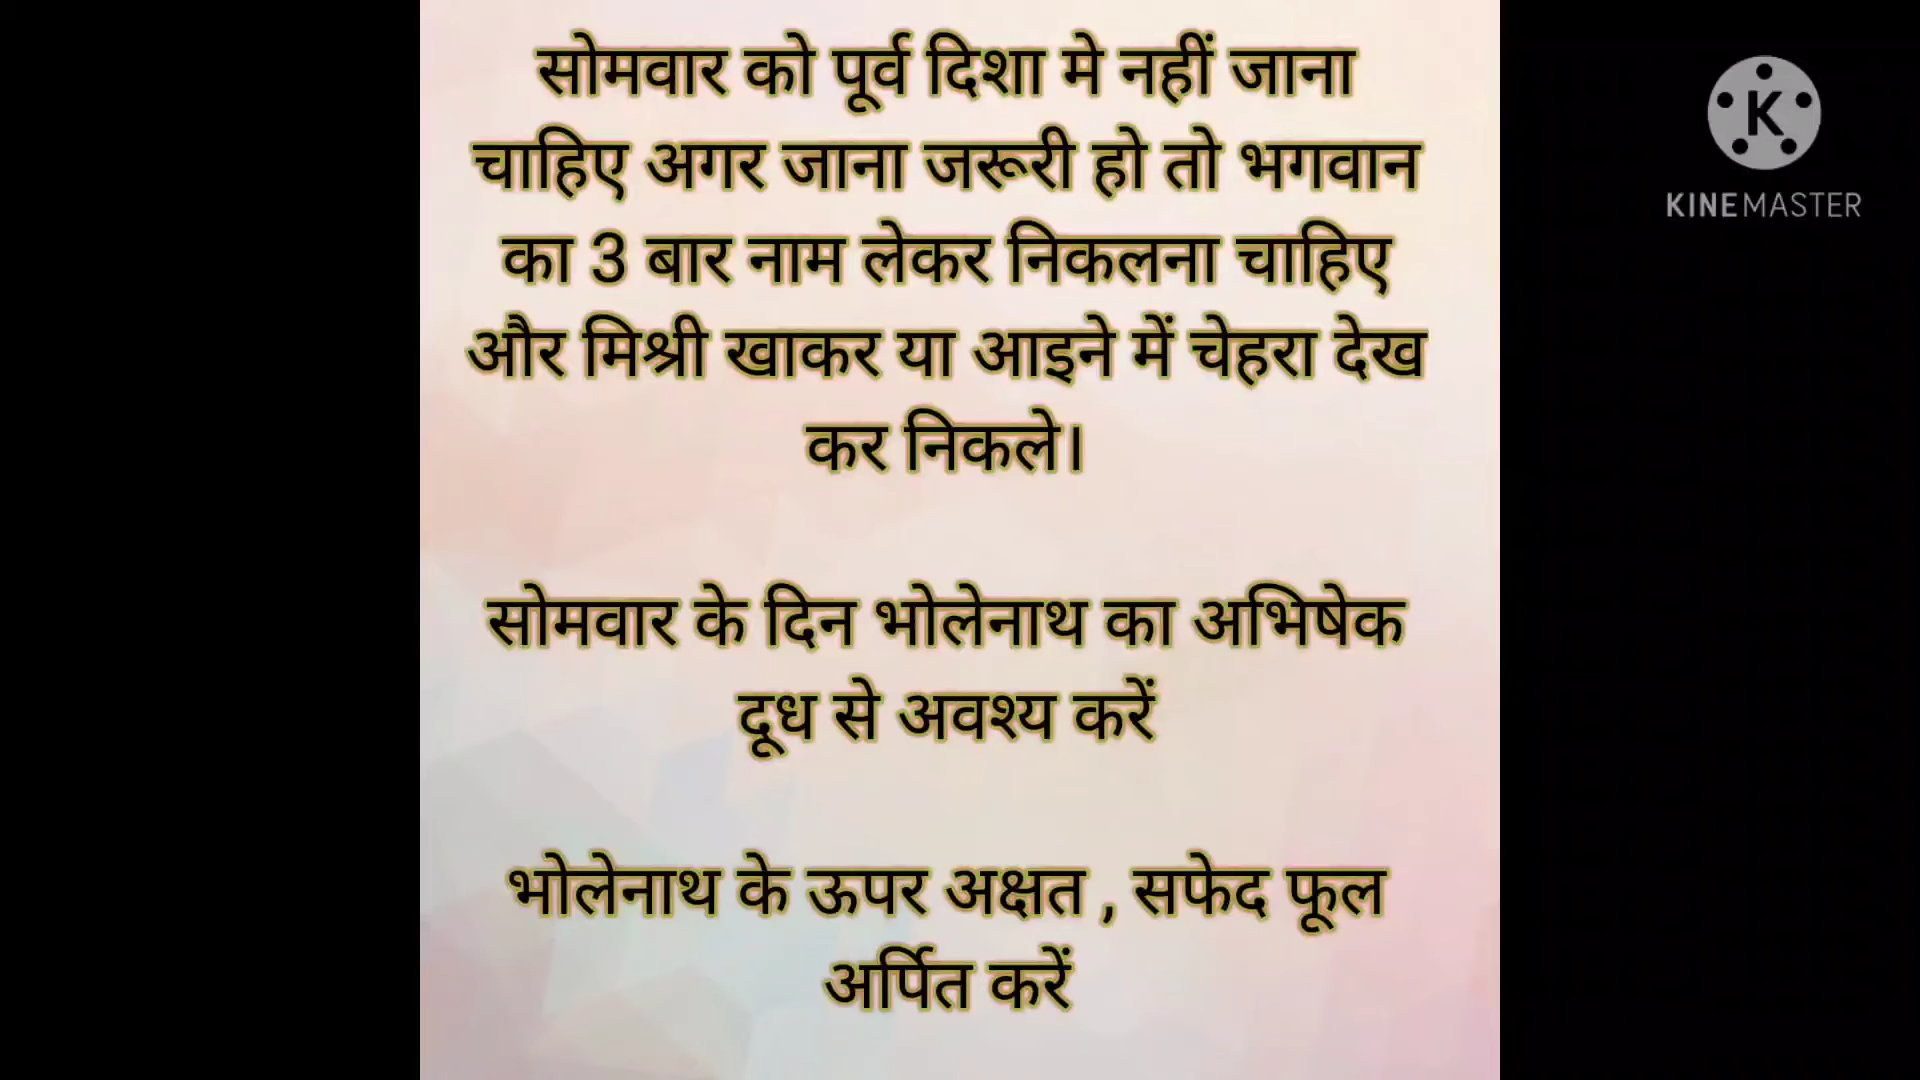 सोमवार को पूर्व दिशा मे नहीं जाना
चाहिए अगर जाना जरूरी हो तो भगवान
का 3 बार नाम लेकर निकलना चाहिए
और मिश्री खाकर या आइने में चेहरा देख
कर निकले।
सोमवार के दिन भोलेनाथ का अभिषेक
दूध से अवश्य करें
भोलेनाथ के ऊपर अक्षत , सफेद फूल
अर्पित करें
K
KINEMASTER